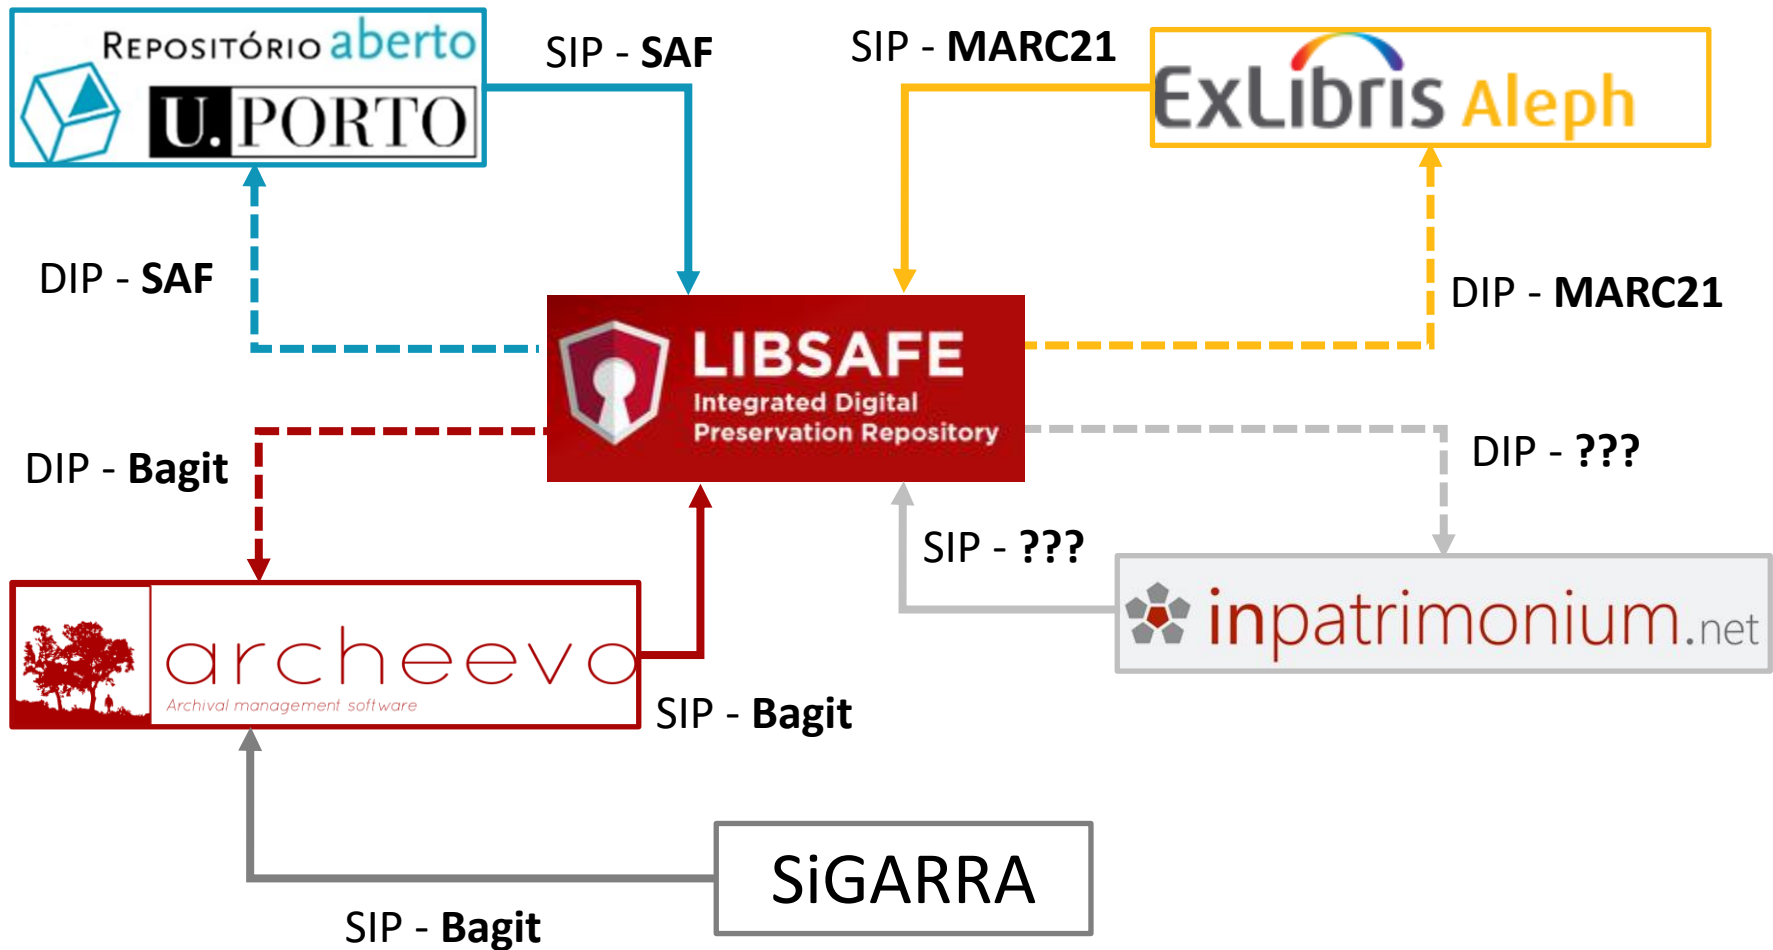 REPOSITÓRIO aberto
U.PORTO
SIP - SAF
SIP - MARC21
ExLibris Aleph
DIP - SAF
DIP - MARC21
LIBSAFE
Integrated Digital
Preservation Repository
DIP - Bagit
DIP - ???
SIP - ???
inpatrimonium.net
archeevo
Archival management software
SIP - Bagit
SiGARRA
SIP - Bagit